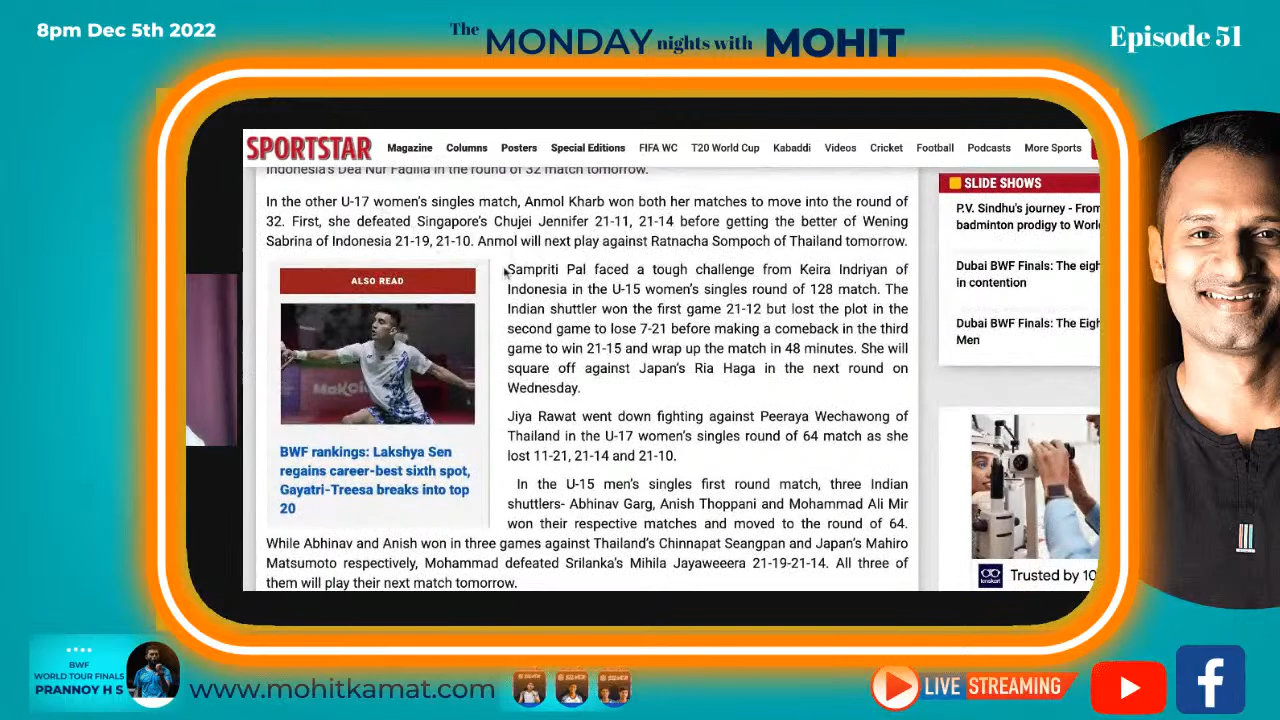 8pm Dec 5th 2022
The MONDAY nights with MOHIT
Episode 51
SPORTSTAR
Magazine Columns Posters Special Editions FIFA WC T20 World Cup Kabaddi Videos Cricket Football Podcasts More Sports
Indonesia's Dea Nur Fadilla in the round of 32 match tomorrow.
In the other U-17 women's singles match, Anmol Kharb won both her matches to move into the round of
32. First, she defeated Singapore's Chujei Jennifer 21-11, 21-14 before getting the better of Wening
Sabrina of Indonesia 21-19, 21-10. Anmol will next play against Ratnacha Sompoch of Thailand tomorrow.
ALSO READ
BWF rankings: Lakshya Sen
regains career-best sixth spot,
Gayatri-Treesa breaks into top
20
Sampriti Pal faced a tough challenge from Keira Indriyan of
Indonesia in the U-15 women's singles round of 128 match. The
Indian shuttler won the first game 21-12 but lost the plot in the
second game to lose 7-21 before making a comeback in the third
game to win 21-15 and wrap up the match in 48 minutes. She will
square off against Japan's Ria Haga in the next round on
Wednesday.
Jiya Rawat went down fighting against Peeraya Wechawong of
Thailand in the U-17 women's singles round of 64 match as she
lost 11-21, 21-14 and 21-10.
In the U-15 men's singles first round match, three Indian
shuttlers- Abhinav Garg, Anish Thoppani and Mohammad Ali Mir
won their respective matches and moved to the round of 64.
While Abhinav and Anish won in three games against Thailand's Chinnapat Seangpan and Japan's Mahiro
Matsumoto respectively, Mohammad defeated Srilanka's Mihila Jayaweeera 21-19-21-14. All three of
them will play their next match tomorrow.
SLIDE SHOWS
P.V. Sindhu's journey - From
badminton prodigy to Worl
Dubai BWF Finals: The eigh
in contention
Dubai BWF Finals: The Eigh
Men
lenskart
Trusted by 10
BWF
WORLD TOUR FINALS
PRANNOY H S
www.mohitkamat.com
LIVE STREAMING